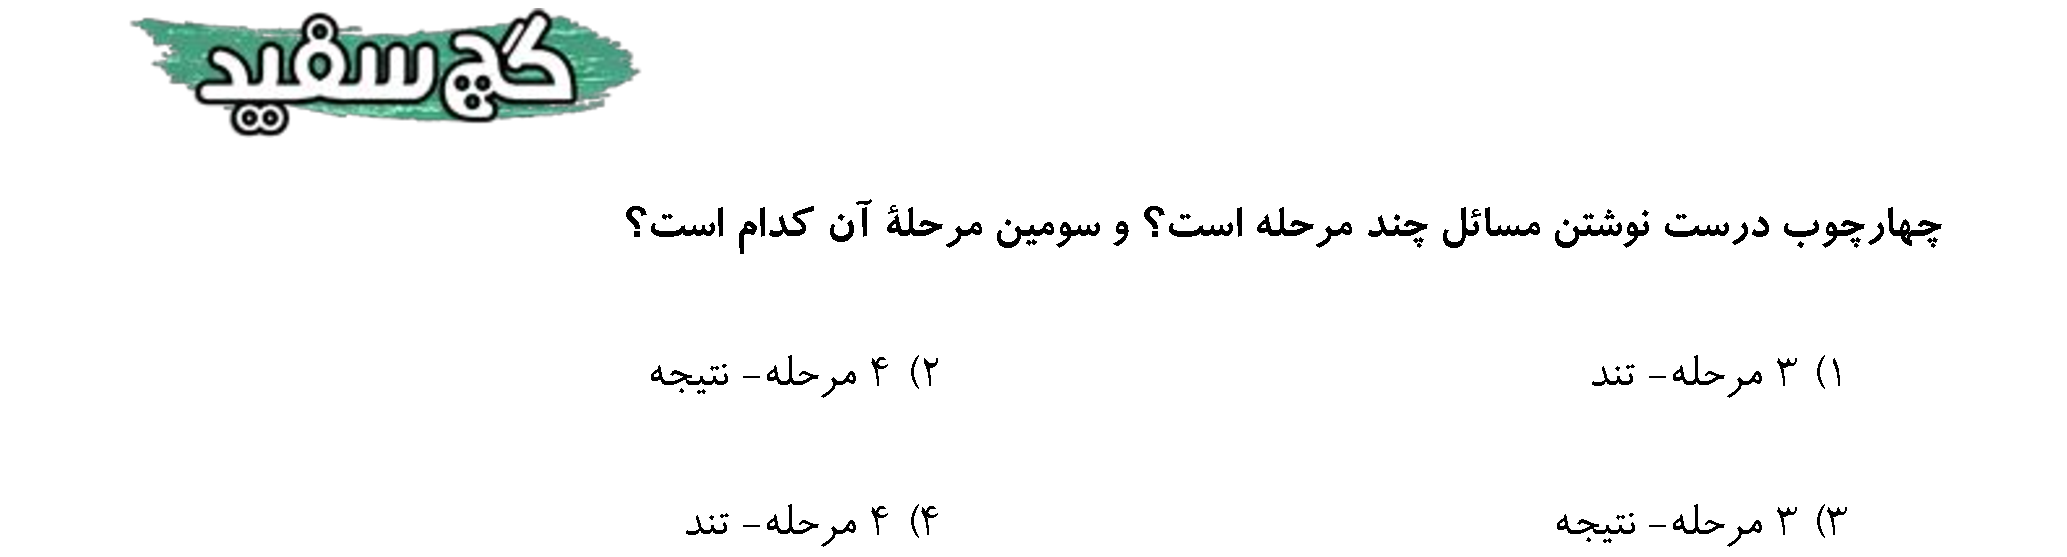 گچ سفید
چهارچوب درست نوشتن مسائل چند مرحله است؟ و سومین مرحلهٔ آن کدام است؟
۱) ۳ مرحله- تند
۲) ۴ مرحله- نتیجه
۳) ۳ مرحله- نتیجه
۴) ۴ مرحله- تند